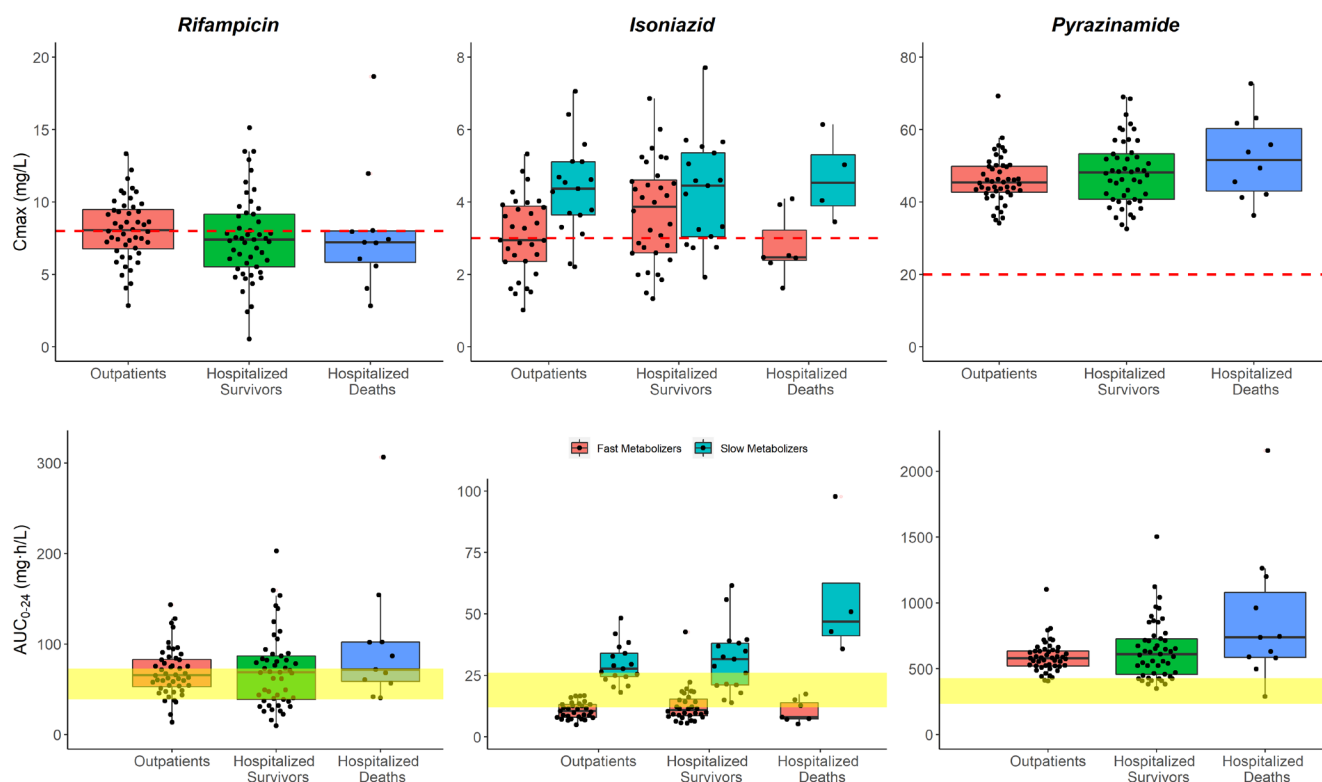 Rifampicin
Isoniazid
Pyrazinamide
Cmax (mg/L)
20
15
10
5
0
Outpatients
Hospitalized
Survivors
Hospitalized
Deaths
8
6
4
2
0
Outpatients
Hospitalized
Survivors
Hospitalized
Deaths
80
60
40
20
0
Outpatients
Hospitalized
Survivors
Hospitalized
Deaths
AUC₀₋₂₄ (mg·h/L)
300
200
100
0
Outpatients
Hospitalized
Survivors
Hospitalized
Deaths
Fast Metabolizers
Slow Metabolizers
100
75
50
25
0
Outpatients
Hospitalized
Survivors
Hospitalized
Deaths
2000
1500
1000
500
0
Outpatients
Hospitalized
Survivors
Hospitalized
Deaths